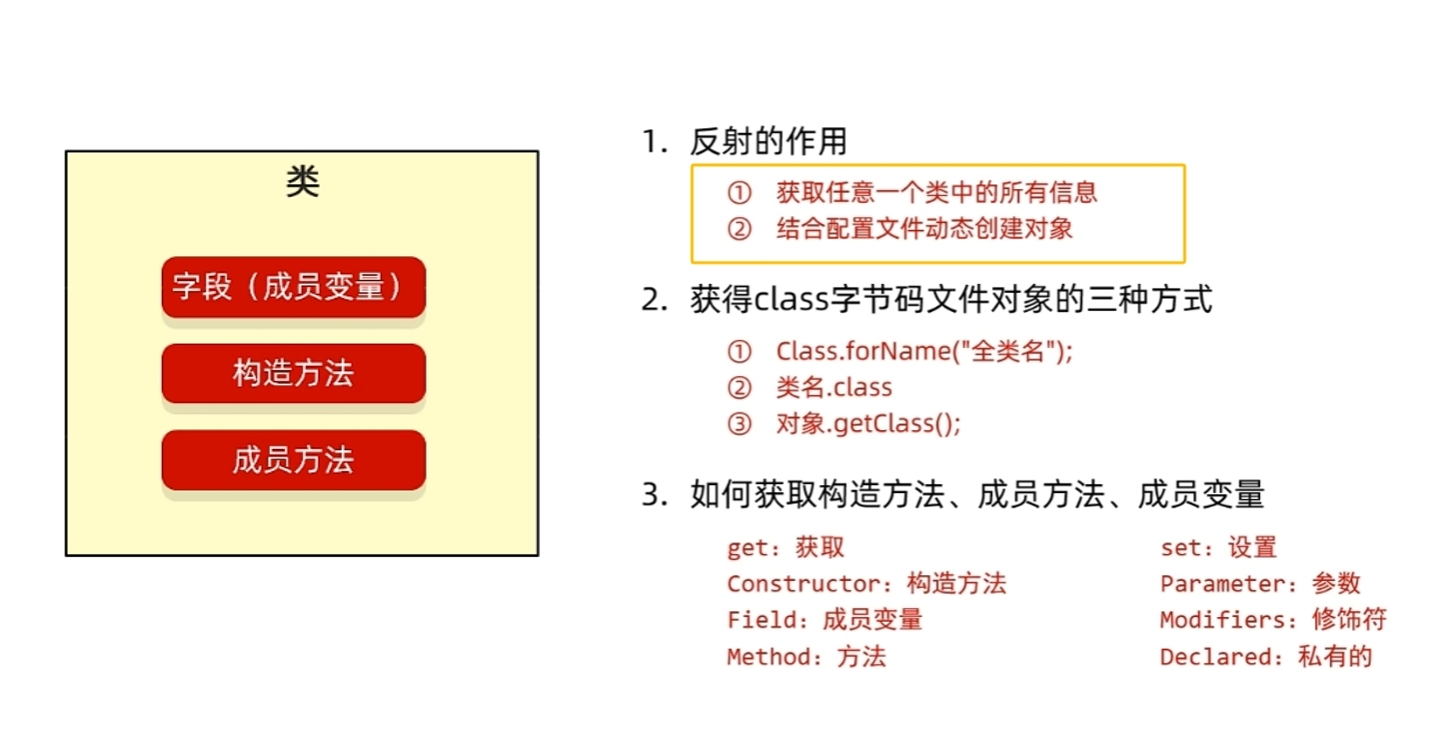 类
字段（成员变量）
构造方法
成员方法
1. 反射的作用
① 获取任意一个类中的所有信息
② 结合配置文件动态创建对象
2. 获得class字节码文件对象的三种方式
① Class.forName("全类名");
② 类名.class
③ 对象.getClass();
3. 如何获取构造方法、成员方法、成员变量
get：获取 set：设置
Constructor：构造方法 Parameter：参数
Field：成员变量 Modifiers：修饰符
Method：方法 Declared：私有的